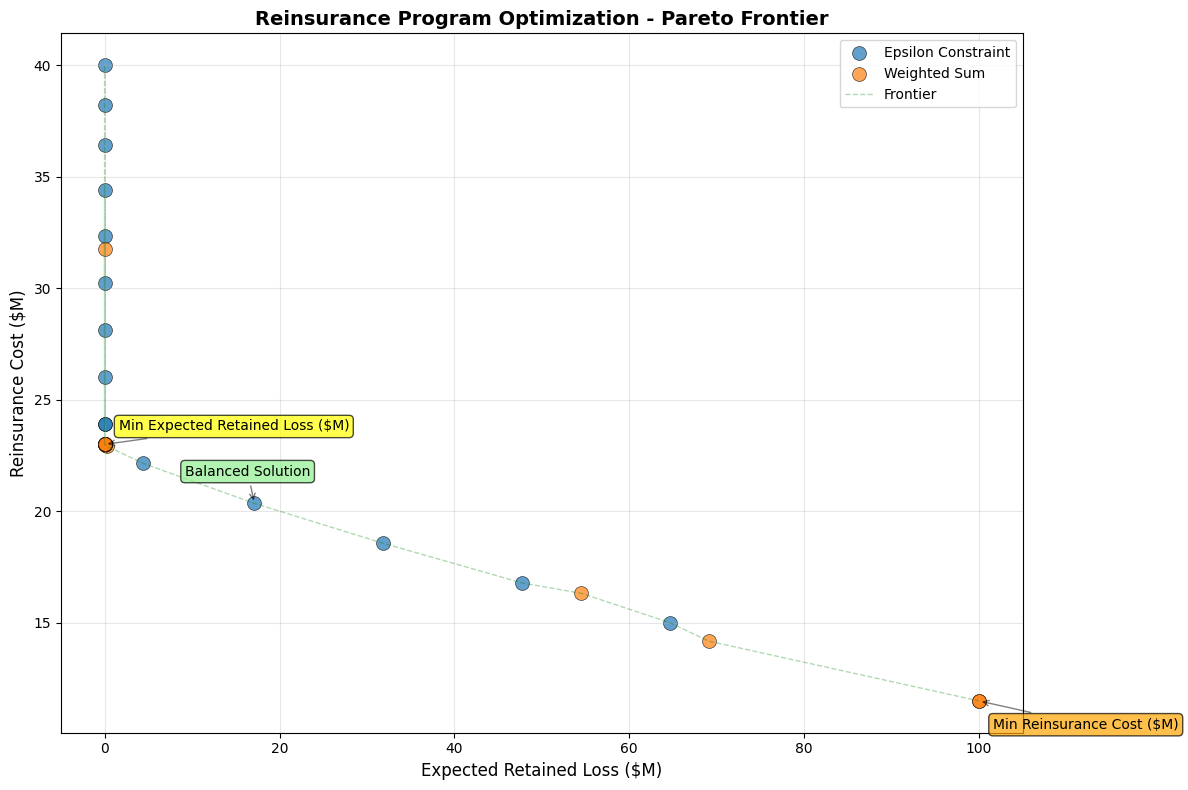 Reinsurance Program Optimization - Pareto Frontier
Epsilon Constraint
Weighted Sum
Frontier
Reinsurance Cost ($M)
40
35
30
25
20
15
Min Expected Retained Loss ($M)
Balanced Solution
Min Reinsurance Cost ($M)
0 20 40 60 80 100
Expected Retained Loss ($M)